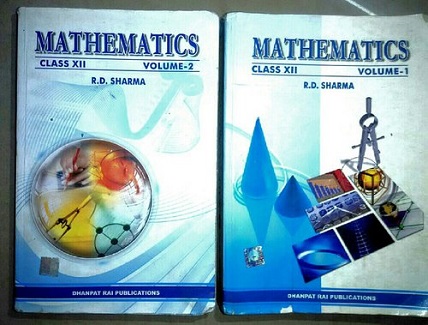 MATHEMATICS
CLASS XII VOLUME-2
R.D. SHARMA
DHANPAT RAI PUBLICATIONS
MATHEMATICS
CLASS XII VOLUME-1
R.D. SHARMA
DHANPAT RAI PUBLICATIONS